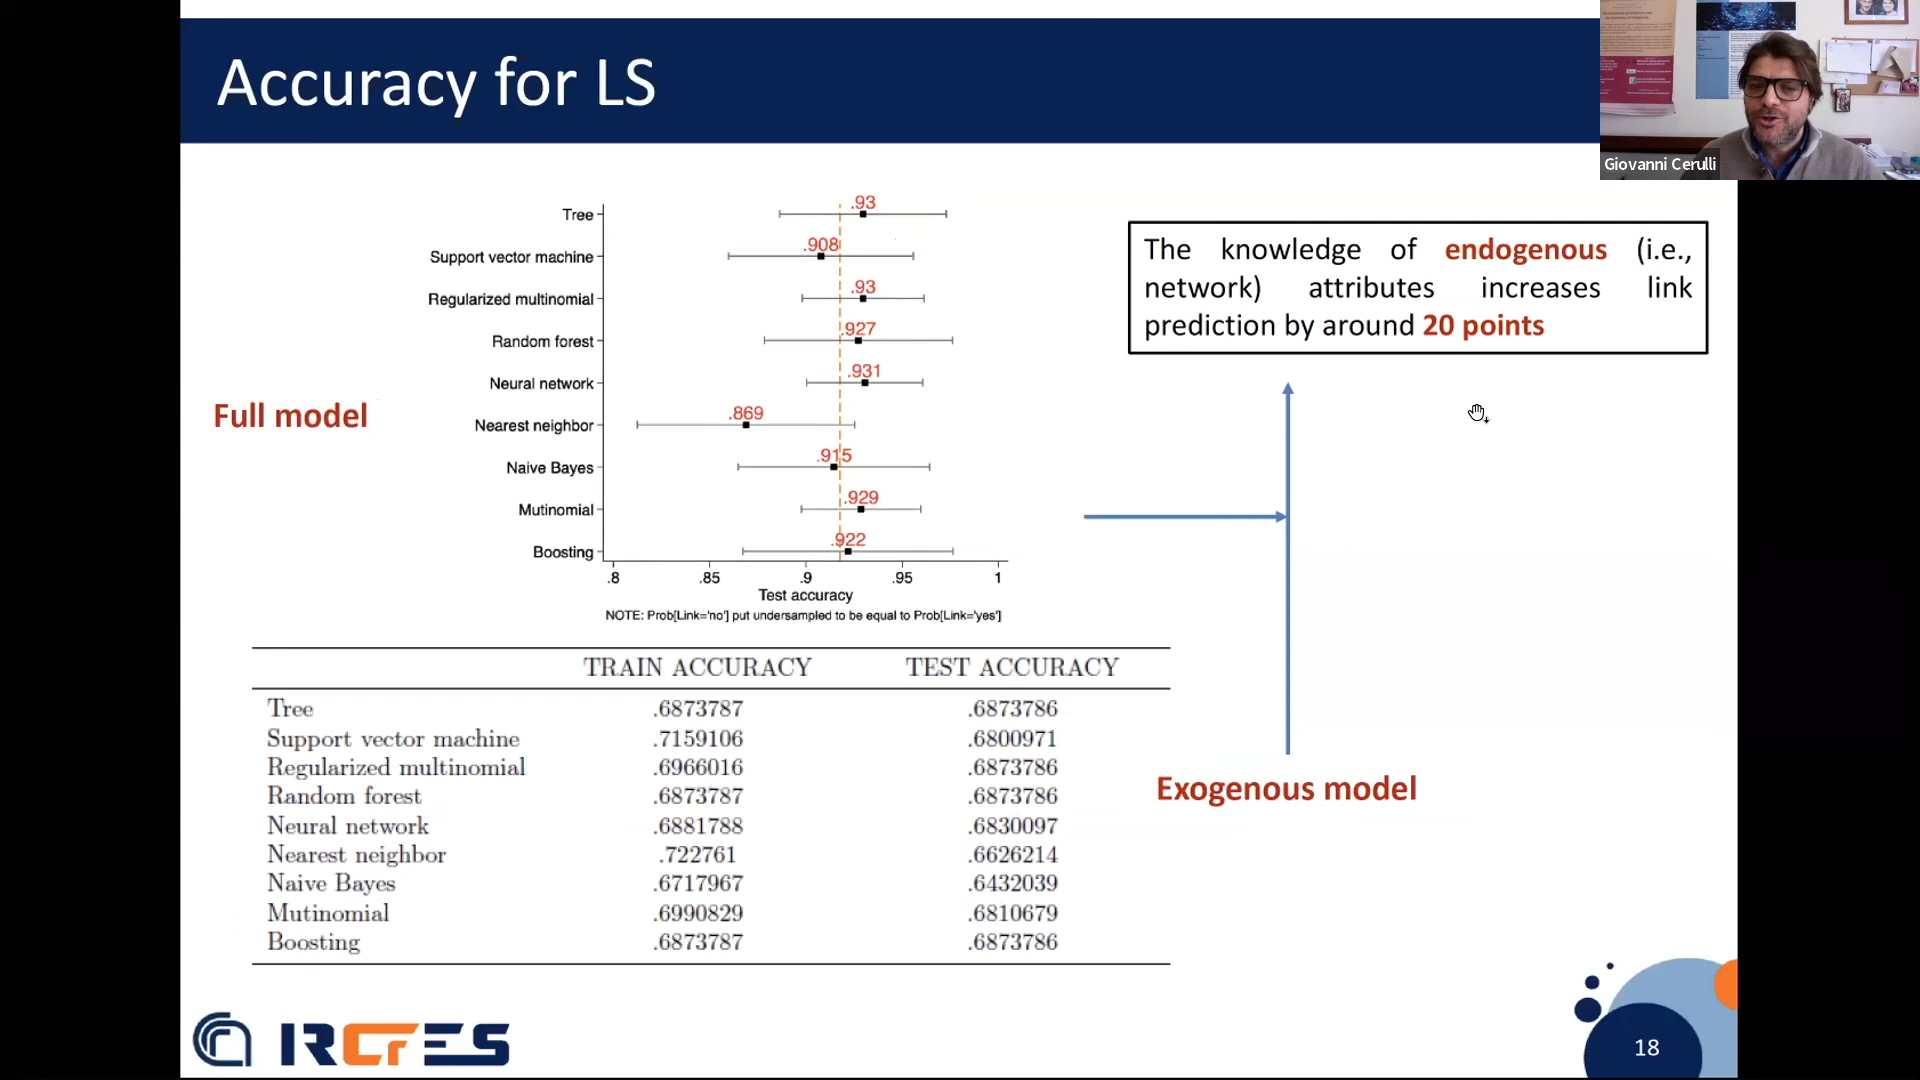 Accuracy for LS
Giovanni Cerulli
Tree
.93
Support vector machine
.908
Regularized multinomial
.93
Random forest
.927
Neural network
.931
Nearest neighbor
.869
Naive Bayes
.915
Mutinomial
.929
Boosting
.922
.8 .85 .9 .95 1
Test accuracy
NOTE: Prob[Link='no'] put undersampled to be equal to Prob[Link='yes']
Full model
The knowledge of endogenous (i.e.,
network) attributes increases link
prediction by around 20 points
TRAIN ACCURACY TEST ACCURACY
Tree .6873787 .6873786
Support vector machine .7159106 .6800971
Regularized multinomial .6966016 .6873786
Random forest .6873787 .6873786
Neural network .6881788 .6830097
Nearest neighbor .722761 .6626214
Naive Bayes .6717967 .6432039
Mutinomial .6990829 .6810679
Boosting .6873787 .6873786
Exogenous model
IRCrES
18